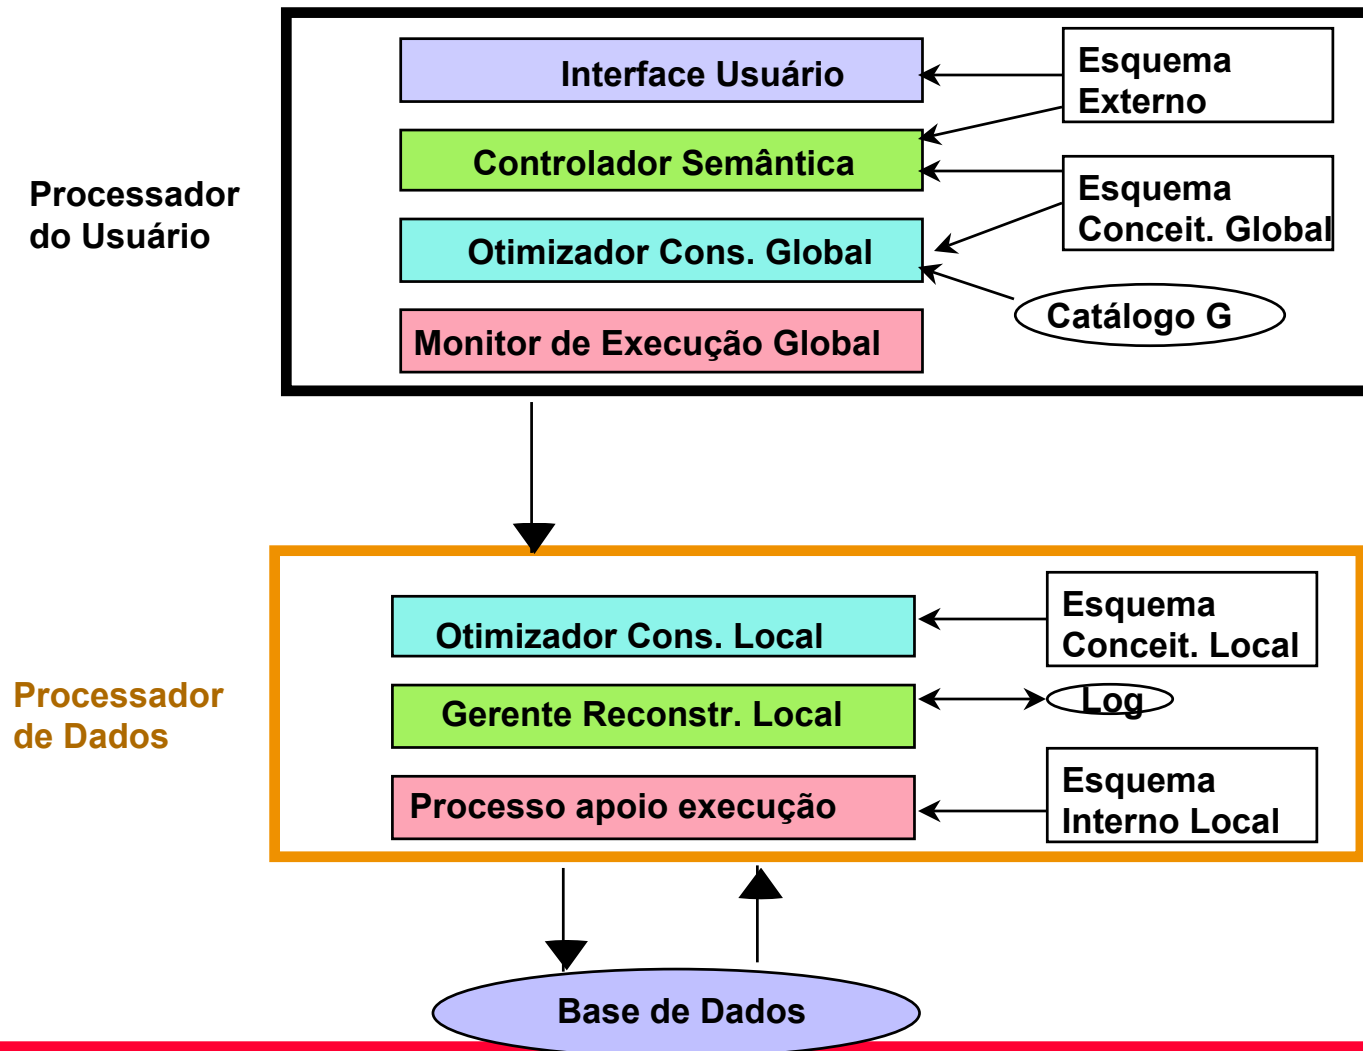 Interface Usuário
Esquema
Externo
Controlador Semântica
Processador
do Usuário
Esquema
Conceit. Global
Otimizador Cons. Global
Catálogo G
Monitor de Execução Global
Otimizador Cons. Local
Esquema
Conceit. Local
Processador
de Dados
Gerente Reconstr. Local
Log
Processo apoio execução
Esquema
Interno Local
Base de Dados